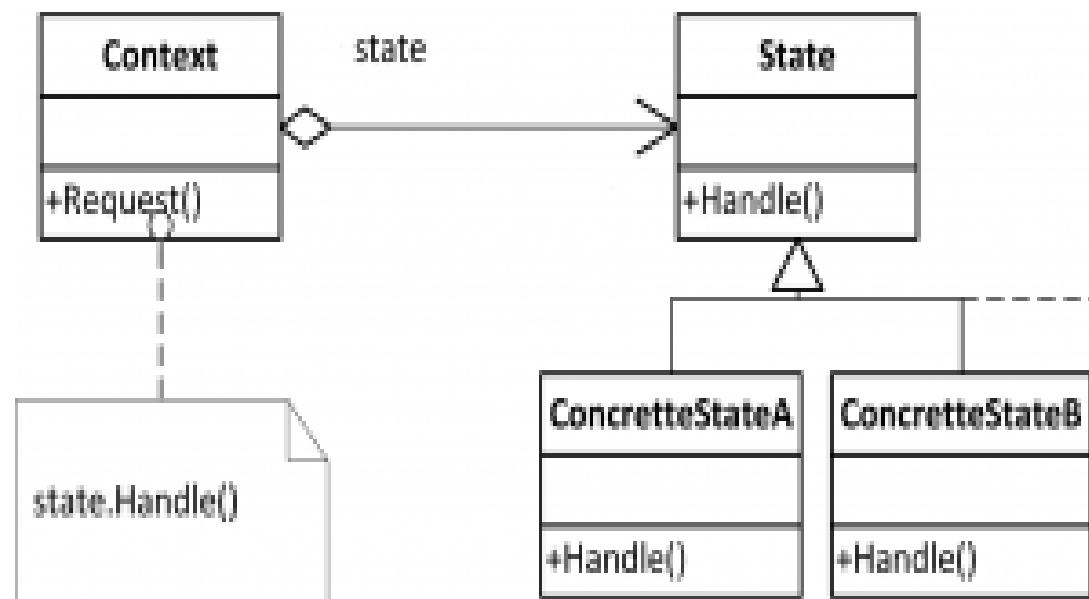 Context
state
State
+Request()
+Handle()
state.Handle()
ConcretteStateA
ConcretteStateB
+Handle()
+Handle()